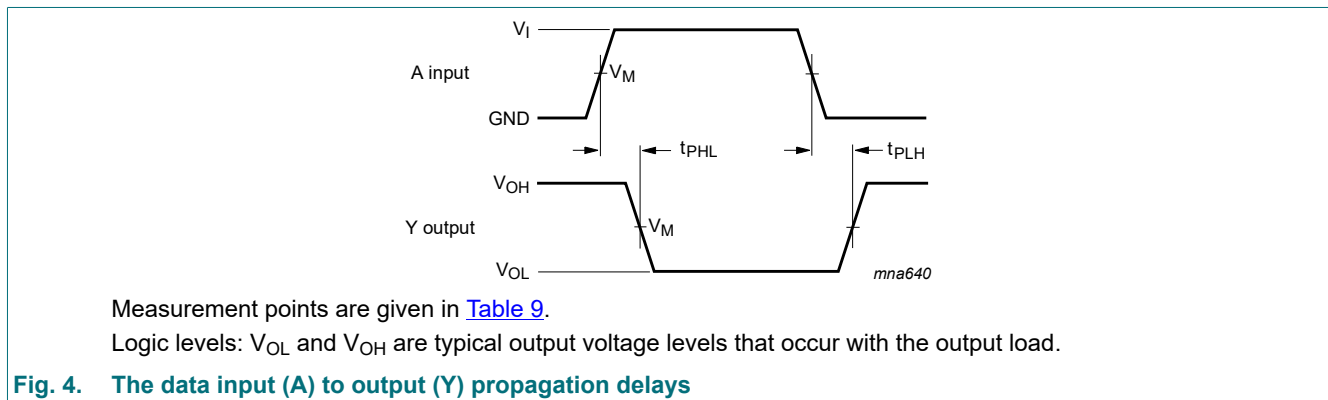 V_I
A input
V_M
GND
t_PHL
t_PLH
V_OH
Y output
V_M
V_OL
mna640
Measurement points are given in Table 9.
Logic levels: V_OL and V_OH are typical output voltage levels that occur with the output load.
Fig. 4. The data input (A) to output (Y) propagation delays